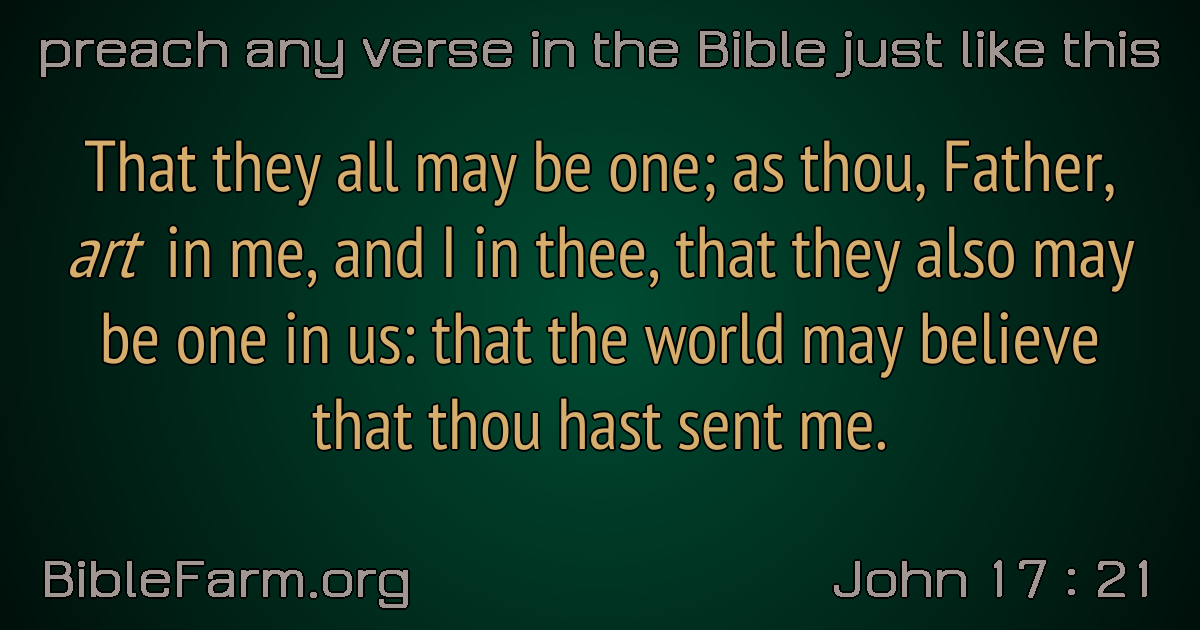 preach any verse in the Bible just like this
That they all may be one; as thou, Father,
art in me, and I in thee, that they also may
be one in us: that the world may believe
that thou hast sent me.
BibleFarm.org
John 17 : 21